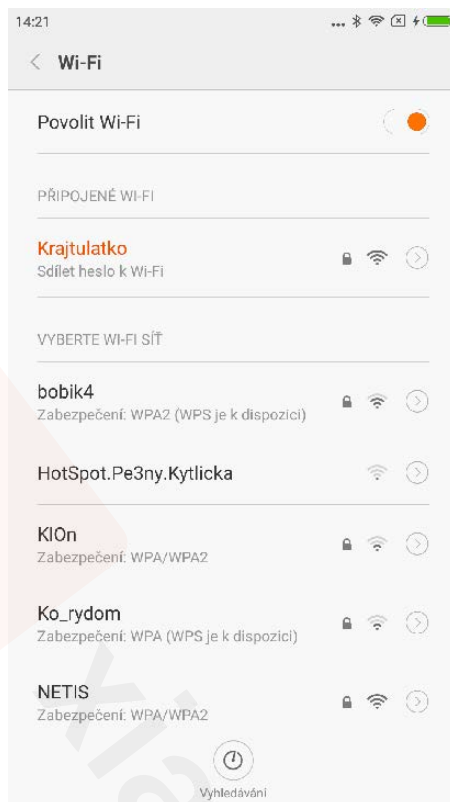 14:21
Wi-Fi
Povolit Wi-Fi
PŘIPOJENÉ WI-FI
Krajtulatko
Sdílet heslo k Wi-Fi
VYBERTE WI-FI SÍŤ
bobik4
Zabezpečení: WPA2 (WPS je k dispozici)
HotSpot.Pe3ny.Kytlicka
KlOn
Zabezpečení: WPA/WPA2
Ko_rydom
Zabezpečení: WPA (WPS je k dispozici)
NETIS
Zabezpečení: WPA/WPA2
Vyhledávání